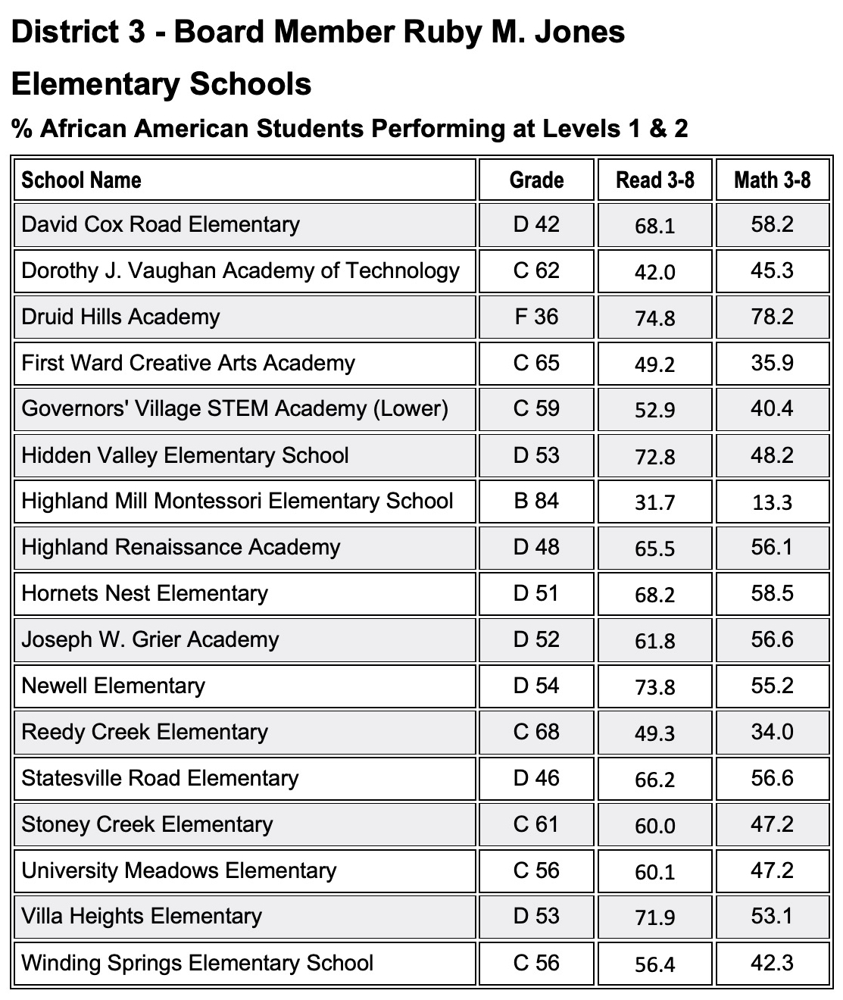 District 3 - Board Member Ruby M. Jones
Elementary Schools
% African American Students Performing at Levels 1 & 2
School Name Grade Read 3-8 Math 3-8
David Cox Road Elementary D 42 68.1 58.2
Dorothy J. Vaughan Academy of Technology C 62 42.0 45.3
Druid Hills Academy F 36 74.8 78.2
First Ward Creative Arts Academy C 65 49.2 35.9
Governors' Village STEM Academy (Lower) C 59 52.9 40.4
Hidden Valley Elementary School D 53 72.8 48.2
Highland Mill Montessori Elementary School B 84 31.7 13.3
Highland Renaissance Academy D 48 65.5 56.1
Hornets Nest Elementary D 51 68.2 58.5
Joseph W. Grier Academy D 52 61.8 56.6
Newell Elementary D 54 73.8 55.2
Reedy Creek Elementary C 68 49.3 34.0
Statesville Road Elementary D 46 66.2 56.6
Stoney Creek Elementary C 61 60.0 47.2
University Meadows Elementary C 56 60.1 47.2
Villa Heights Elementary D 53 71.9 53.1
Winding Springs Elementary School C 56 56.4 42.3